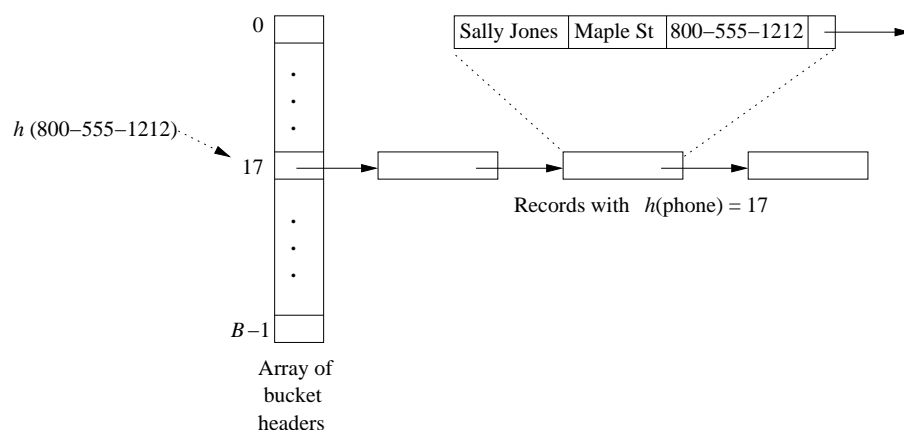 0
Sally Jones Maple St 800–555–1212
h (800–555–1212)
17
Records with h(phone) = 17
B–1
Array of
bucket
headers